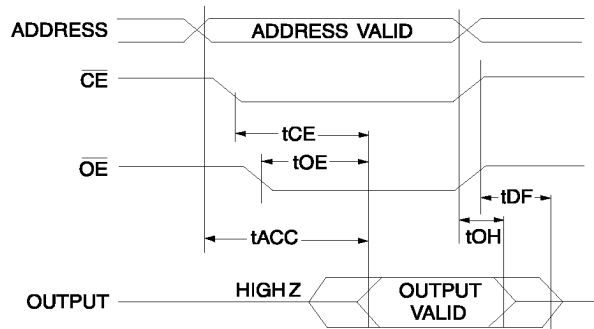 ADDRESS
ADDRESS VALID
CE
tCE
OE
tOE
tDF
tACC
tOH
OUTPUT
HIGH Z
OUTPUT
VALID